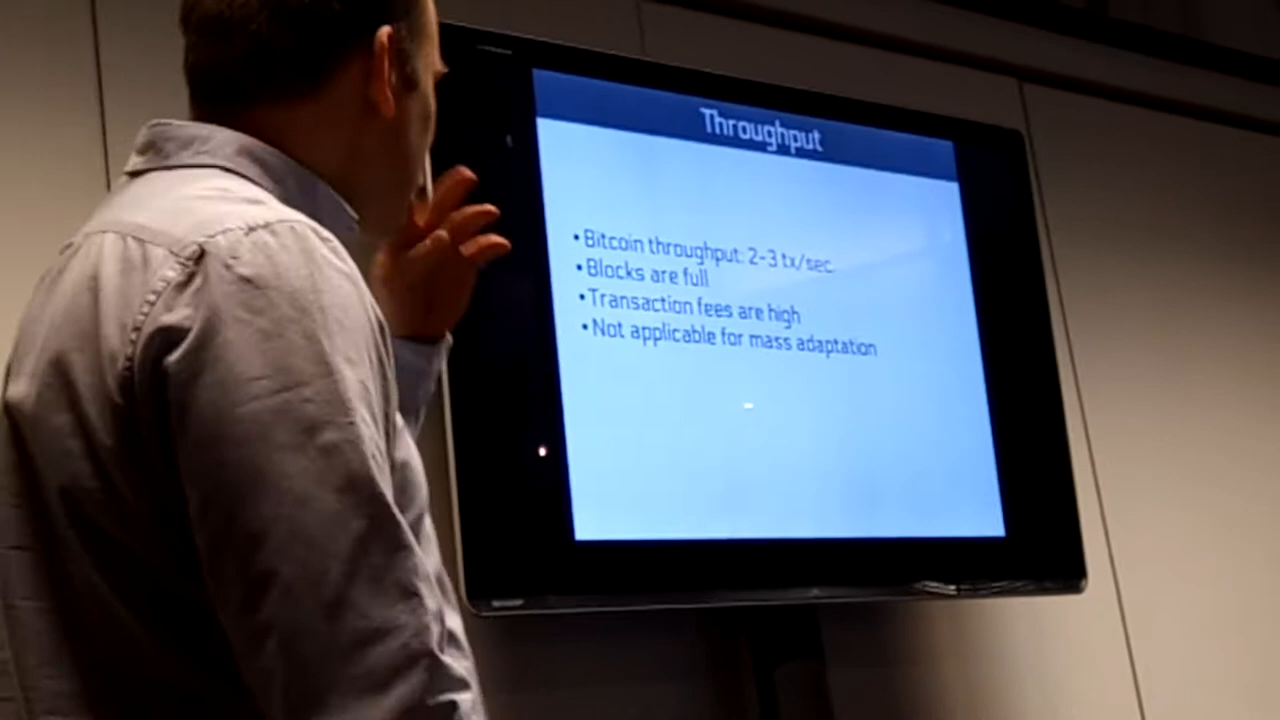 Throughput
•Bitcoin throughput: 2-3 tx/sec
•Blocks are full
•Transaction fees are high
•Not applicable for mass adaptation